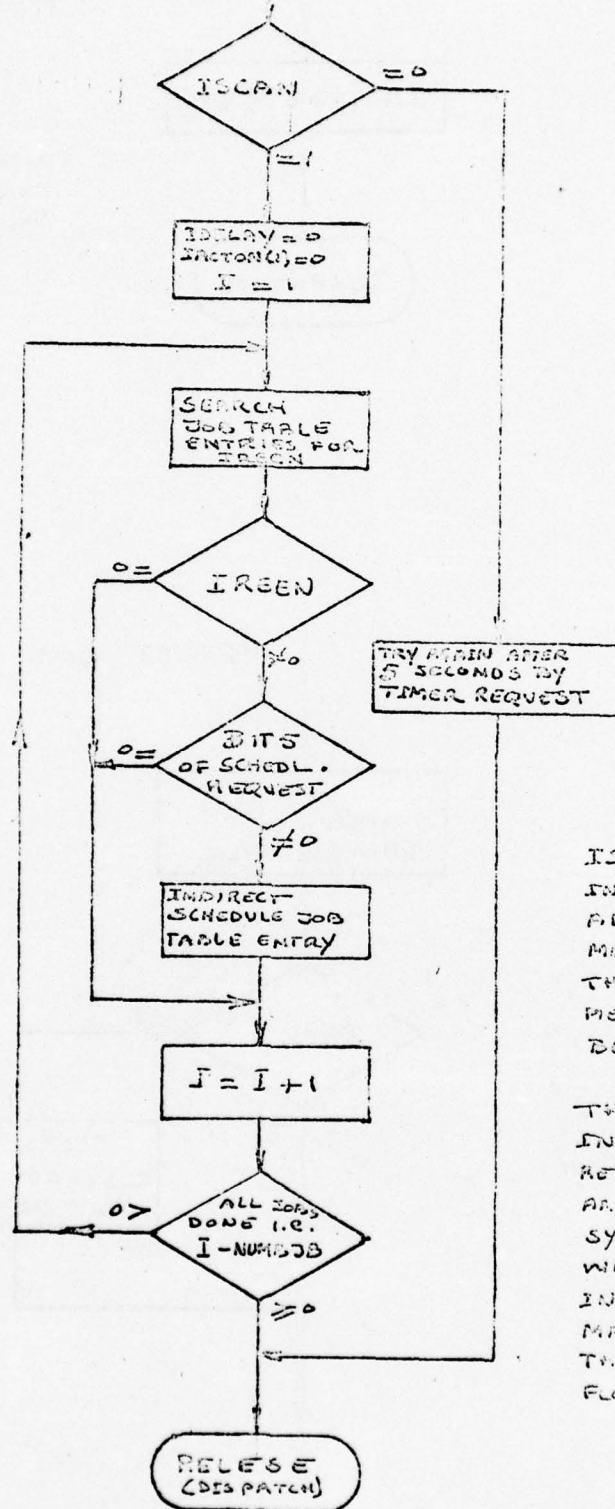 ISCAN
=0
=1
IDELAY=0
IACTON(I)=0
I = 1
SEARCH
JOB TABLE
ENTRIES FOR
0=
IREEN
≠0
TRY AGAIN AFTER
5 SECONDS BY
TIMER REQUEST
0=
BITS
OF SCHEDL.
REQUEST
≠0
INDIRECT
SCHEDULE JOB
TABLE ENTRY
I = I + 1
0>
ALL JOBS
DONE I.E.
I-NUMBJB
≥0
RELESE
(DISPATCH)